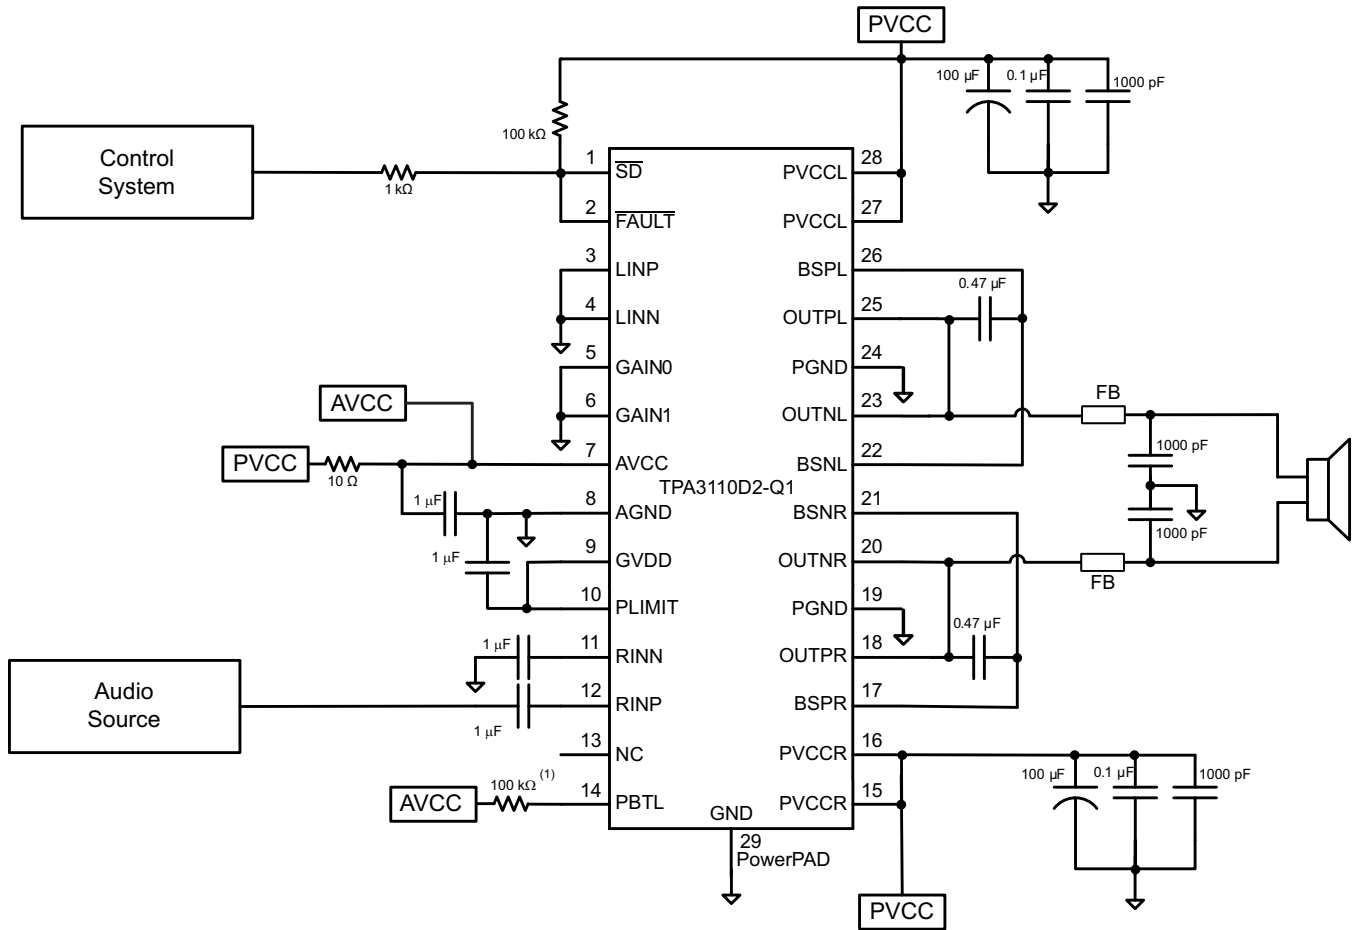 PVCC
100 µF
0.1 µF
1000 pF
100 kΩ
Control
System
1 kΩ
1
SD
2
FAULT
3
LINP
4
LINN
5
GAIN0
6
GAIN1
7
AVCC
8
AGND
9
GVDD
10
PLIMIT
11
RINN
12
RINP
13
NC
14
PBTL
28
PVCCL
27
PVCCL
26
BSPL
25
OUTPL
24
PGND
23
OUTNL
22
BSNL
TPA3110D2-Q1
21
BSNR
20
OUTNR
19
PGND
18
OUTPR
17
BSPR
16
PVCCR
15
PVCCR
GND
29
PowerPAD
AVCC
PVCC
10 Ω
1 µF
1 µF
1 µF
1 µF
Audio
Source
AVCC
100 kΩ (1)
0.47 µF
FB
1000 pF
1000 pF
FB
0.47 µF
100 µF
0.1 µF
1000 pF
PVCC